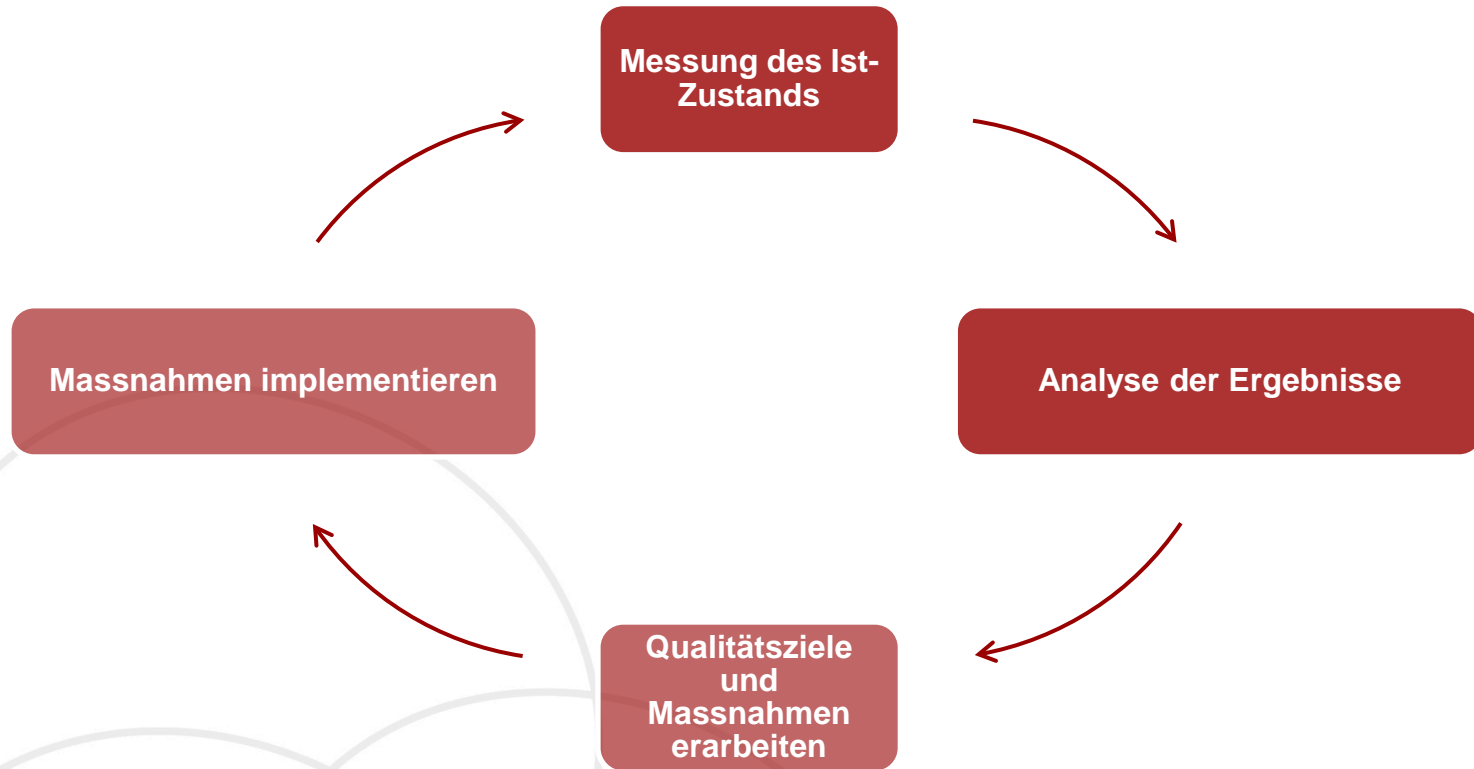 Messung des Ist-
Zustands
Massnahmen implementieren
Analyse der Ergebnisse
Qualitätsziele
und
Massnahmen
erarbeiten